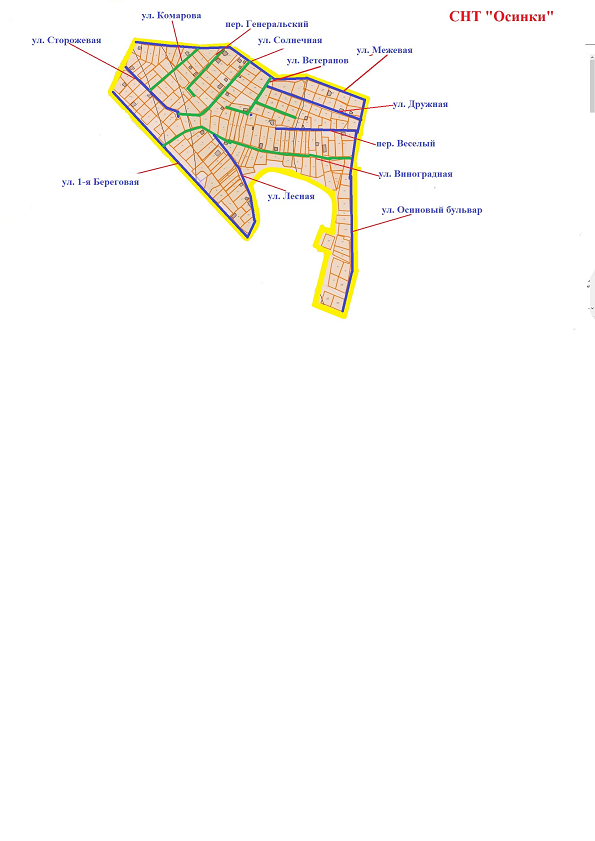 ул. Комарова
СНТ "Осинки"
пер. Генеральский
ул. Сторожевая
ул. Солнечная
ул. Межевая
ул. Ветеранов
ул. Дружная
пер. Веселый
ул. Виноградная
ул. 1-я Береговая
ул. Лесная
ул. Осиновый бульвар